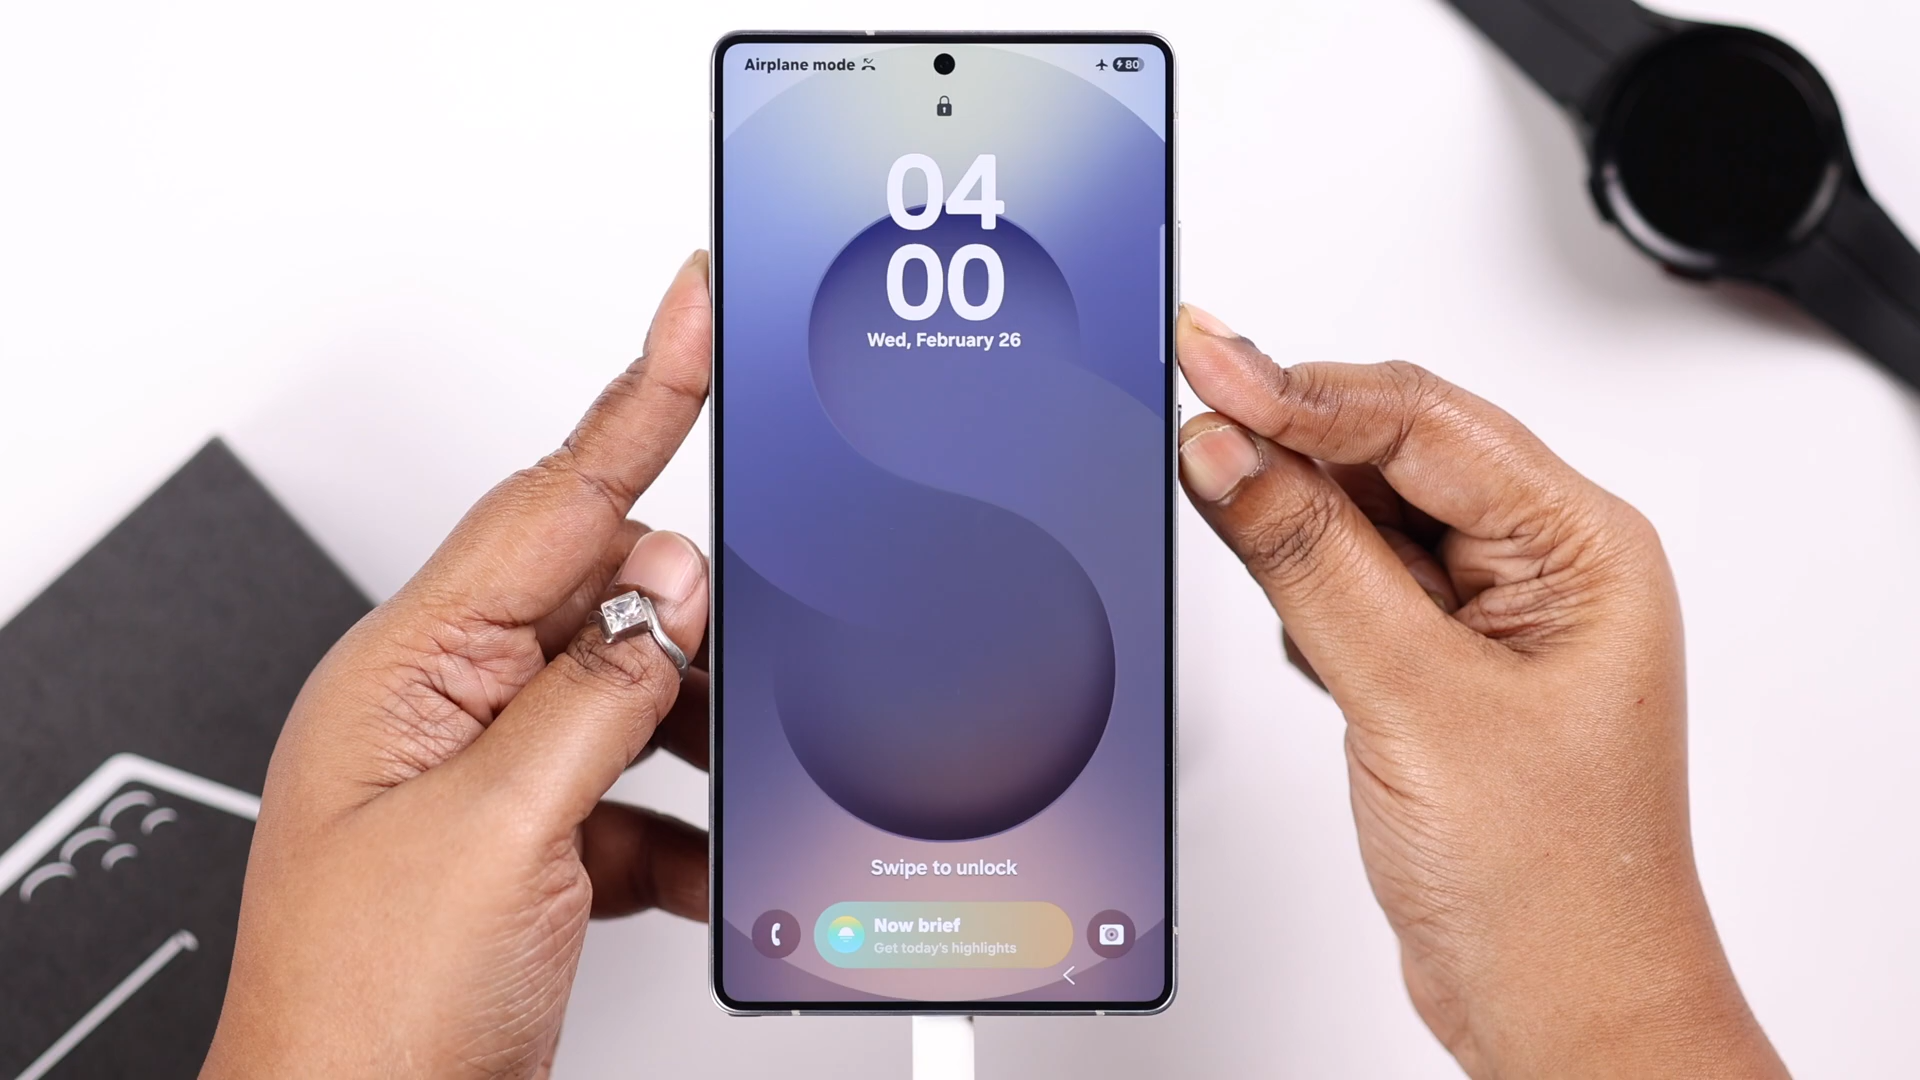 Airplane mode
80
04
00
Wed, February 26
Swipe to unlock
Now brief
Get today's highlights